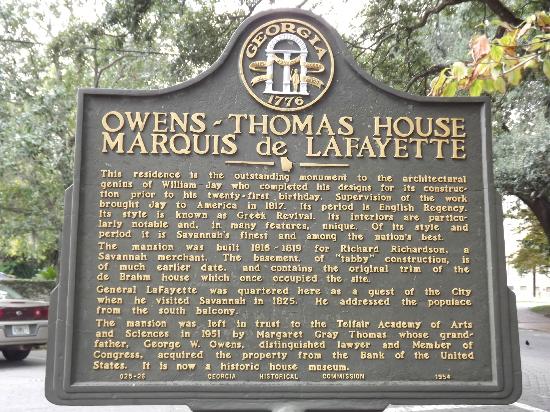 GEORGIA
1776
OWENS-THOMAS HOUSE
MARQUIS de LAFAYETTE
This residence is the outstanding monument to the architectural
genius of William Jay who completed his designs for its construc-
tion prior to his twenty-first birthday. Supervision of the work
brought Jay to America in 1817. Its period is English Regency.
Its style is known as Greek Revival. Its interiors are particu-
larly notable and, in many features, unique. Of its style and
period it is Savannah's finest and among the nation's best.
The mansion was built 1816-1819 for Richard Richardson, a
Savannah merchant. The basement, of "tabby" construction, is
of much earlier date, and contains the original trim of the
de Brahm house which once occupied the site.
General LaFayette was quartered here as a guest of the City
when he visited Savannah in 1825. He addressed the populace
from the south balcony.
The mansion was left in trust to the Telfair Academy of Arts
and Sciences in 1951 by Margaret Gray Thomas whose grand-
father, George W. Owens, distinguished lawyer and Member of
Congress, acquired the property from the Bank of the United
States. It is now a historic house museum.
025-26 GEORGIA HISTORICAL COMMISSION 1954